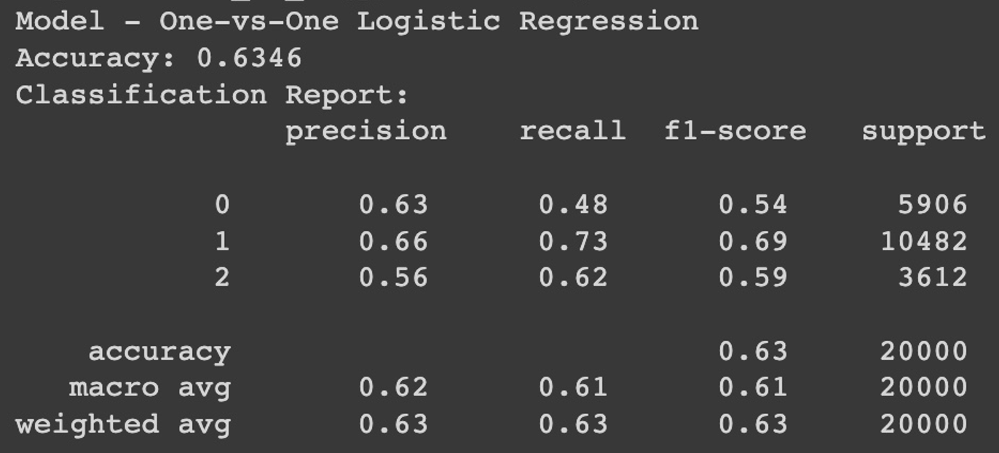 Model - One-vs-One Logistic Regression
Accuracy: 0.6346
Classification Report:
precision recall f1-score support
0 0.63 0.48 0.54 5906
1 0.66 0.73 0.69 10482
2 0.56 0.62 0.59 3612
accuracy 0.63 20000
macro avg 0.62 0.61 0.61 20000
weighted avg 0.63 0.63 0.63 20000